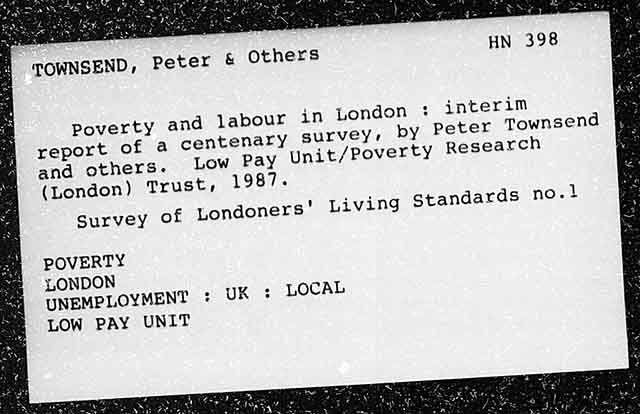 TOWNSEND, Peter & Others HN 398
Poverty and labour in London : interim
report of a centenary survey, by Peter Townsend
and others. Low Pay Unit/Poverty Research
(London) Trust, 1987.
Survey of Londoners' Living Standards no.1
POVERTY
LONDON
UNEMPLOYMENT : UK : LOCAL
LOW PAY UNIT